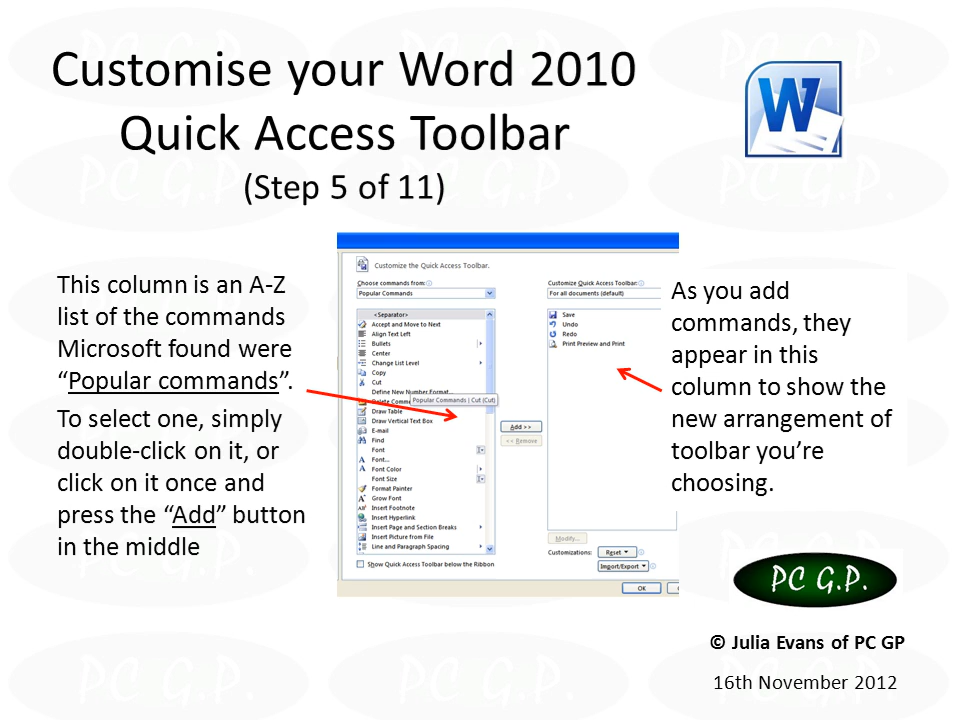 Customise your Word 2010
Quick Access Toolbar
(Step 5 of 11)
W
This column is an A-Z
list of the commands
Microsoft found were
“Popular commands”.
To select one, simply
double-click on it, or
click on it once and
press the “Add” button
in the middle
Customize the Quick Access Toolbar.
Choose commands from:
Popular Commands
<Separator>
Accept and Move to Next
Align Text Left
Bullets
Center
Change List Level
Copy
Cut
Define New Number Format...
Delete Comm
Popular Commands | Cut (Cut)
Draw Table
Draw Vertical Text Box
E-mail
Find
Font
Font...
Font Color
Font Size
Format Painter
Grow Font
Insert Footnote
Insert Hyperlink
Insert Page and Section Breaks
Insert Picture from File
Line and Paragraph Spacing
Show Quick Access Toolbar below the Ribbon
Add >>
<< Remove
Customize Quick Access Toolbar:
For all documents (default)
Save
Undo
Redo
Print Preview and Print
Modify...
Customizations:
Reset
Import/Export
OK
As you add
commands, they
appear in this
column to show the
new arrangement of
toolbar you’re
choosing.
PC G.P.
© Julia Evans of PC GP
16th November 2012